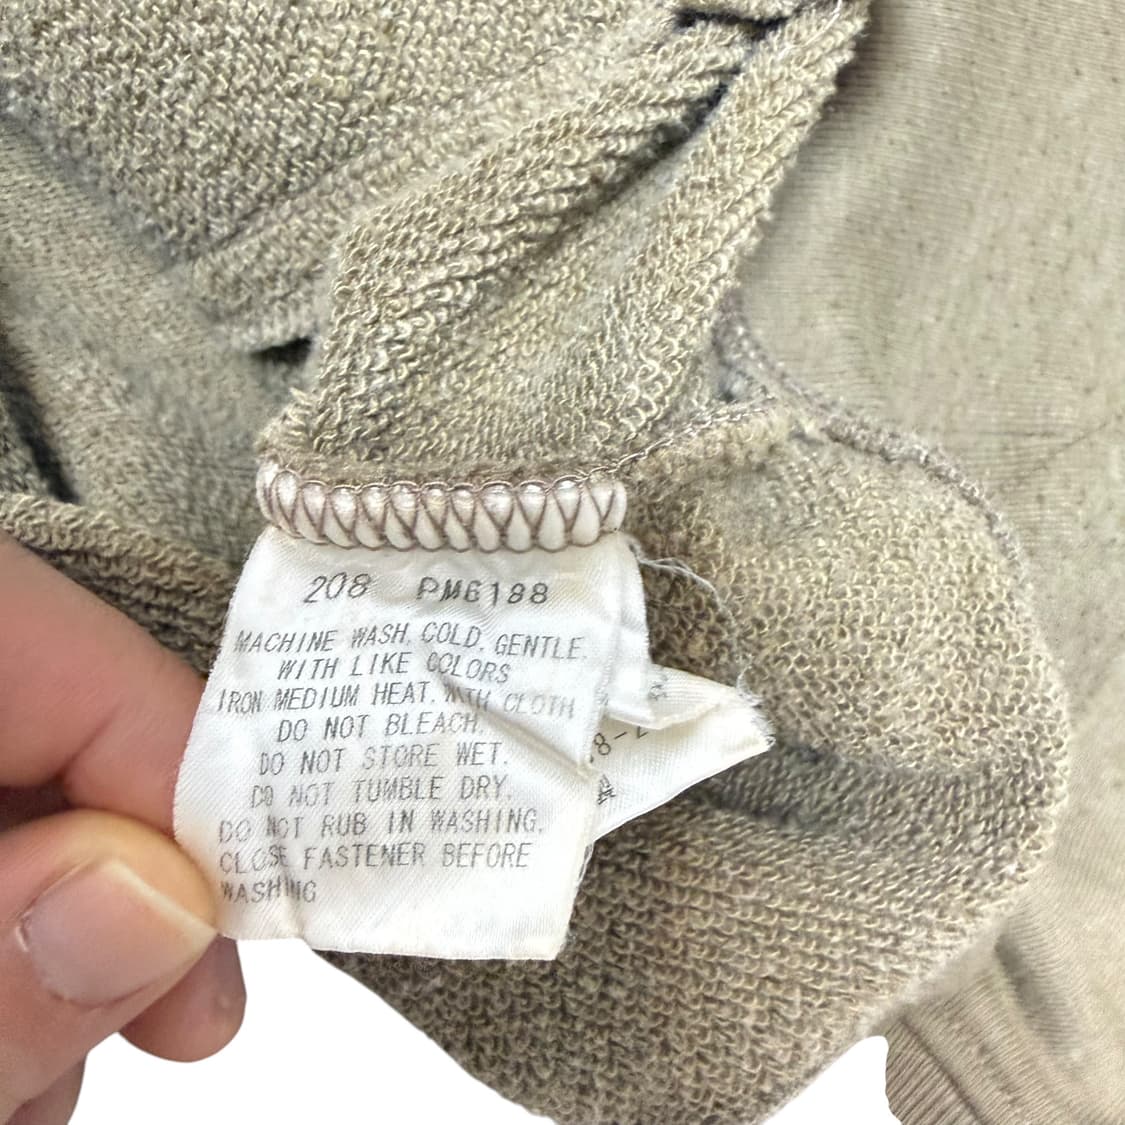 208 PM6188
MACHINE WASH, COLD, GENTLE,
WITH LIKE COLORS
IRON MEDIUM HEAT, WITH CLOTH
DO NOT BLEACH.
DO NOT STORE WET.
DO NOT TUMBLE DRY.
DO NOT RUB IN WASHING.
CLOSE FASTENER BEFORE
WASHING